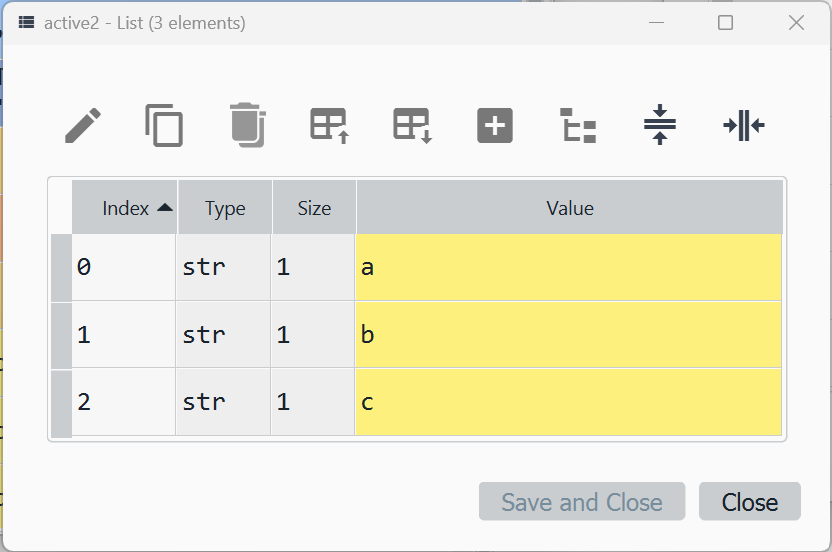 active2 - List (3 elements)
Index Type Size Value
0 str 1 a
1 str 1 b
2 str 1 c
Save and Close Close